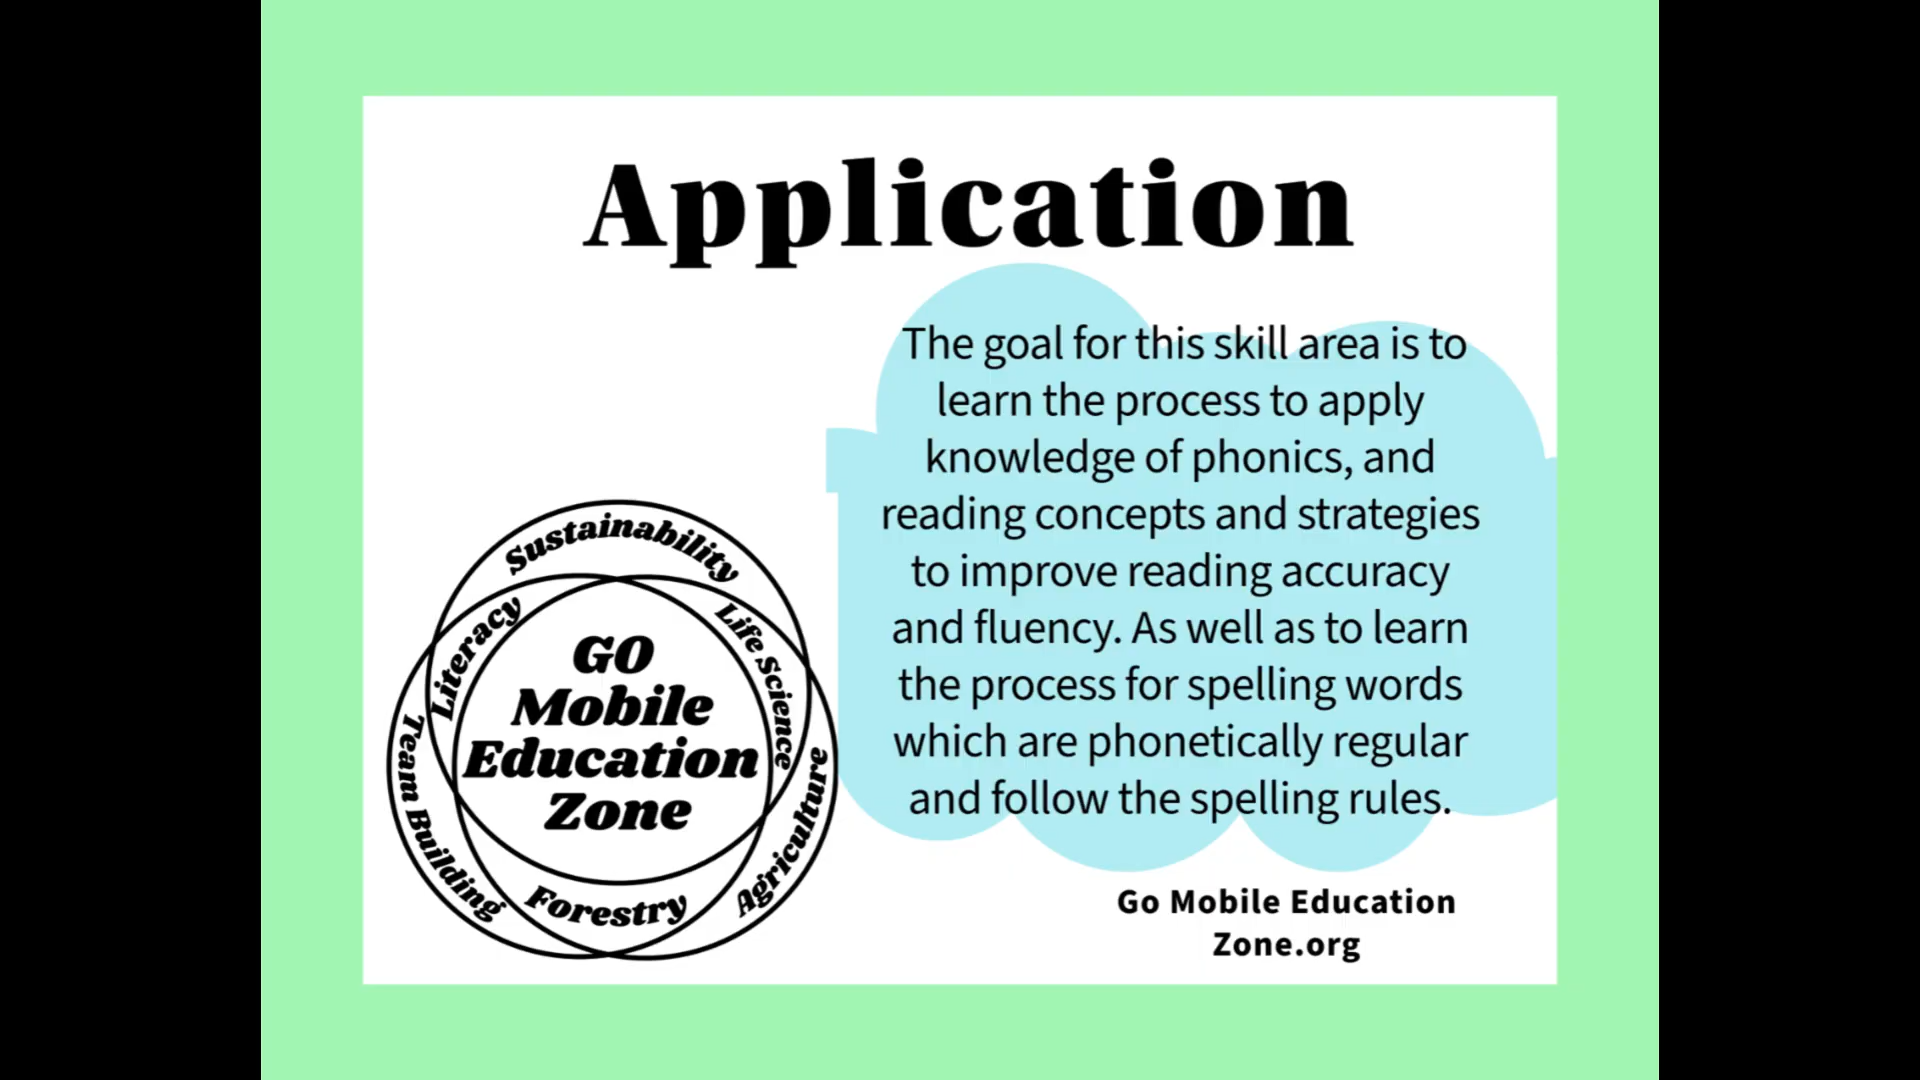 Application
The goal for this skill area is to
learn the process to apply
knowledge of phonics, and
reading concepts and strategies
to improve reading accuracy
and fluency. As well as to learn
the process for spelling words
which are phonetically regular
and follow the spelling rules.
Sustainability
Literacy
Life Science
GO
Mobile
Education
Zone
Team Building
Agriculture
Forestry
Go Mobile Education
Zone.org